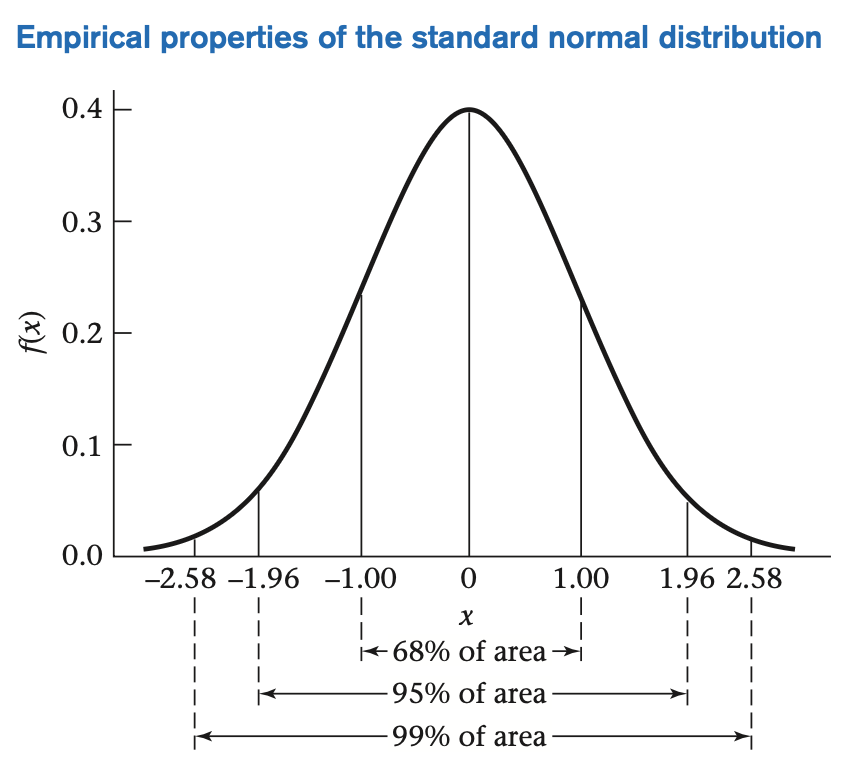 Empirical properties of the standard normal distribution
0.4
0.3
0.2
0.1
0.0
f(x)
–2.58 –1.96 –1.00 0 1.00 1.96 2.58
x
68% of area
95% of area
99% of area